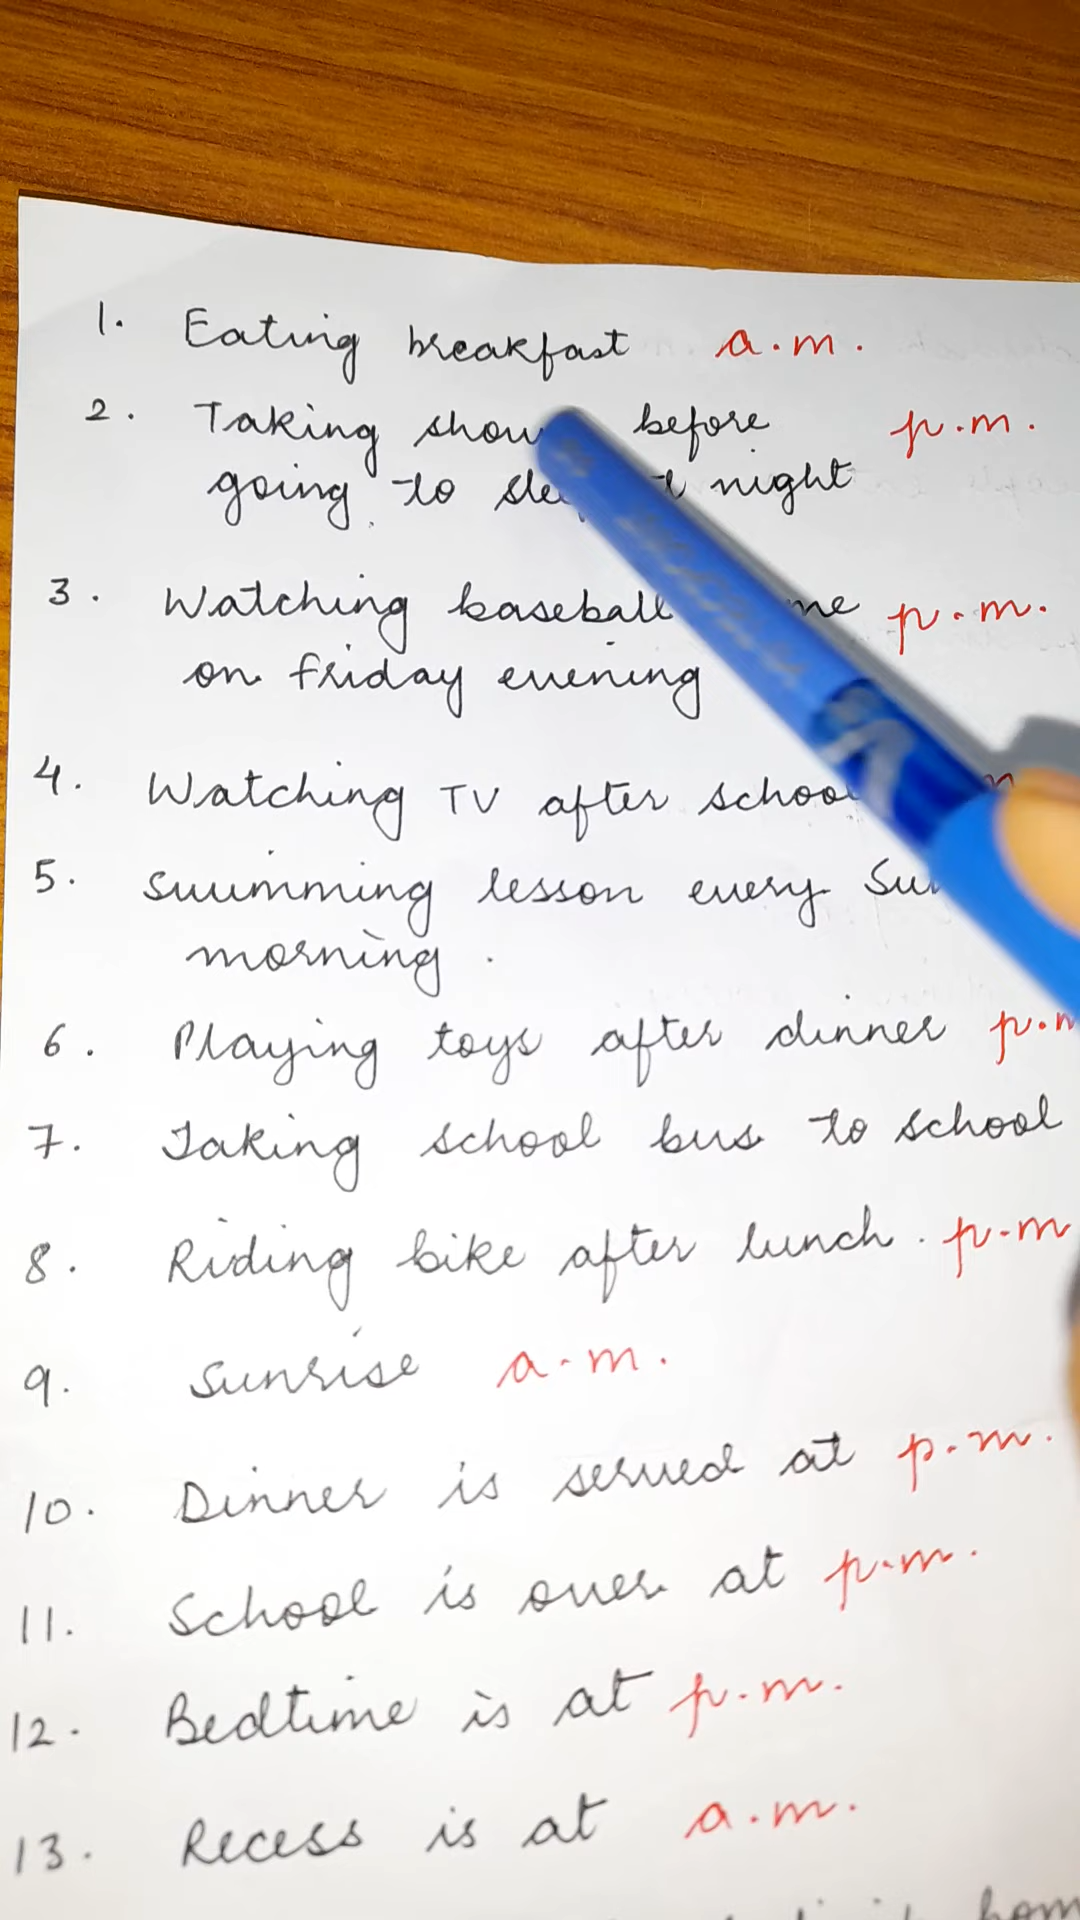 1. Eating breakfast a.m.
2. Taking before p.m.
going to night
3. Watching baseball p.m.
on friday evening
4. Watching TV after school
5. Swimming lesson every
morning.
6. Playing toys after dinner
7. Taking school bus to school
8. Riding bike after lunch. p.m
9. Sunrise a.m.
10. Dinner is served at p.m.
11. School is over at p.m.
12. Bedtime is at p.m.
13. Recess is at a.m.